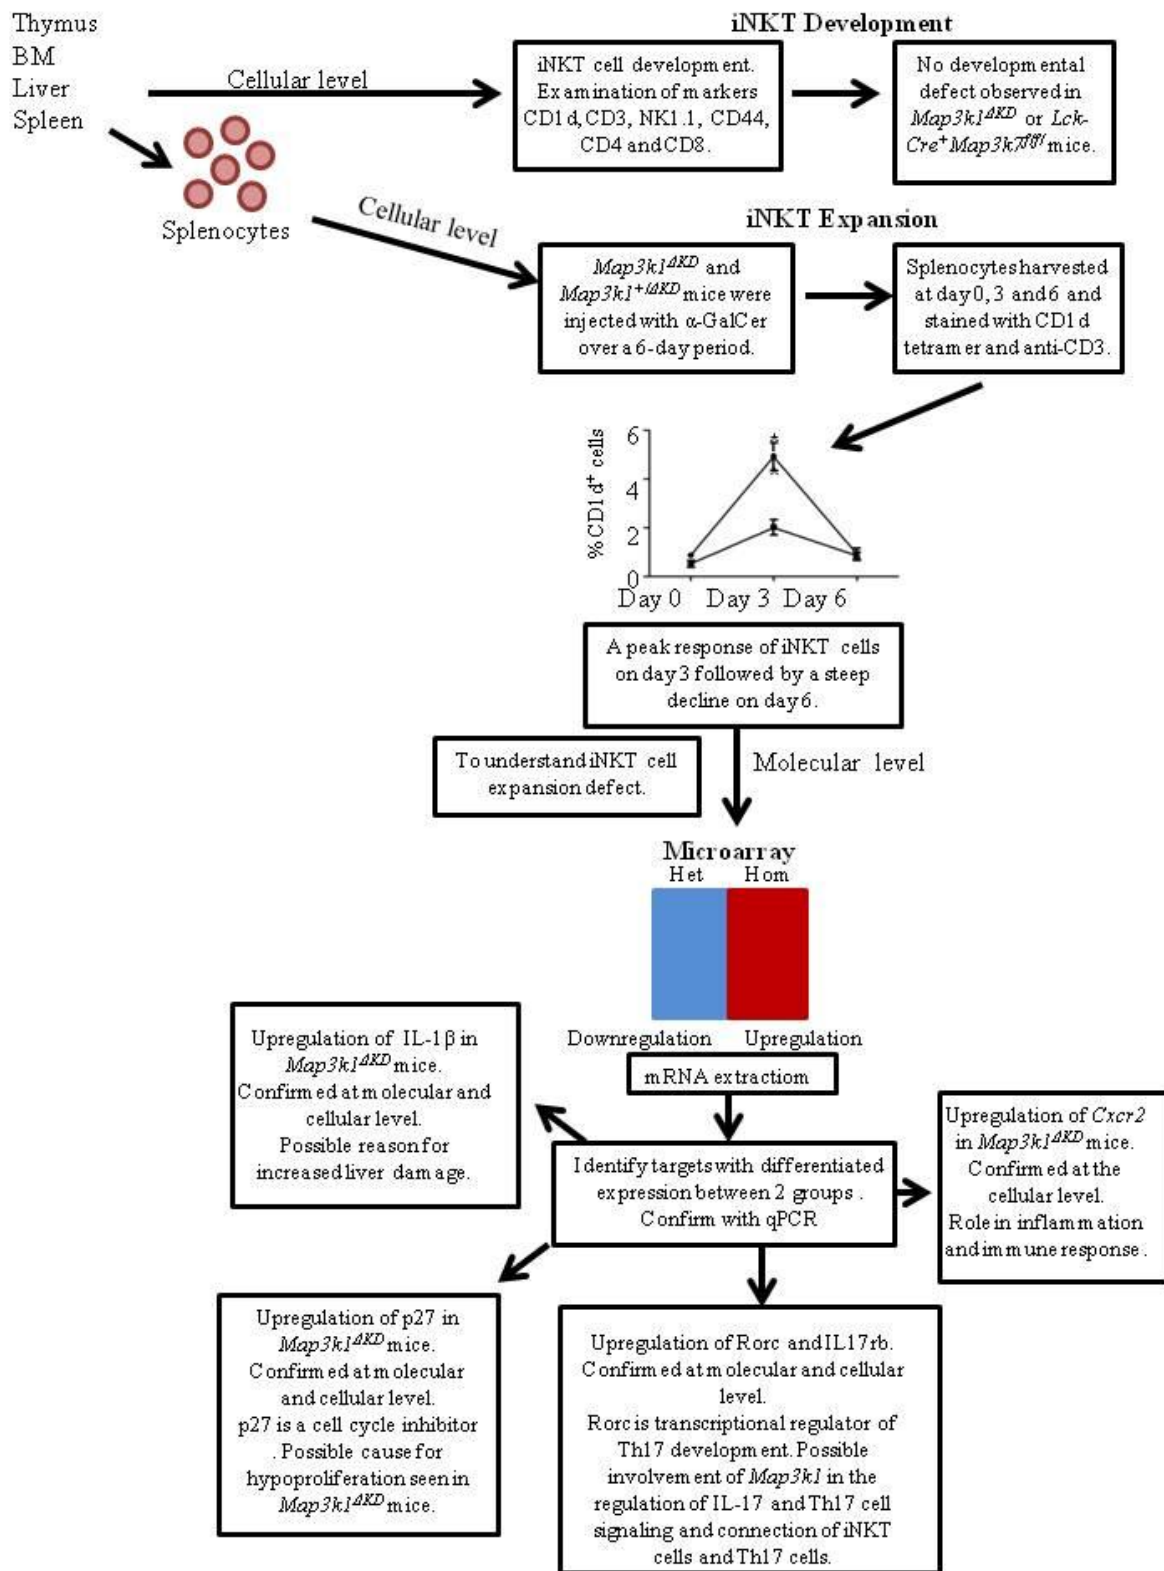 Thymus
BM
Liver
Spleen
Cellular level
Splenocytes
iNKT Development
iNKT cell development.
Examination of markers
CD1d, CD3, NK1.1, CD44,
CD4 and CD8.
No developmental
defect observed in
Map3k1ΔKD or Lck-
Cre+Map3k7fl/fl mice.
iNKT Expansion
Cellular level
Map3k1ΔKD and
Map3k1+/ΔKD mice were
injected with α-GalCer
over a 6-day period.
Splenocytes harvested
at day 0, 3 and 6 and
stained with CD1d
tetramer and anti-CD3.
%CD1d+ cells
6
4
2
0
Day 0 Day 3 Day 6
A peak response of iNKT cells
on day 3 followed by a steep
decline on day 6.
To understand iNKT cell
expansion defect.
Molecular level
Microarray
Het Hom
Downregulation Upregulation
mRNA extractiom
Identify targets with differentiated
expression between 2 groups .
Confirm with qPCR
Upregulation of IL-1β in
Map3k1ΔKD mice.
Confirmed at molecular and
cellular level.
Possible reason for
increased liver damage.
Upregulation of Cxcr2
in Map3k1ΔKD mice.
Confirmed at the
cellular level.
Role in inflammation
and immune response .
Upregulation of p27 in
Map3k1ΔKD mice.
Confirmed at molecular
and cellular level.
p27 is a cell cycle inhibitor
. Possible cause for
hypoproliferation seen in
Map3k1ΔKD mice.
Upregulation of Rorc and IL17rb.
Confirmed at molecular and cellular
level.
Rorc is transcriptional regulator of
Th17 development. Possible
involvement of Map3k1 in the
regulation of IL-17 and Th17 cell
signaling and connection of iNKT
cells and Th17 cells.